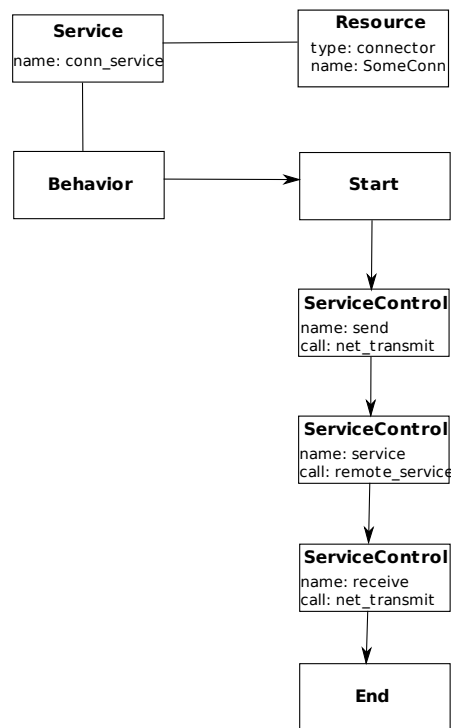 Service
name: conn_service
Resource
type: connector
name: SomeConn
Behavior
Start
ServiceControl
name: send
call: net_transmit
ServiceControl
name: service
call: remote_service
ServiceControl
name: receive
call: net_transmit
End